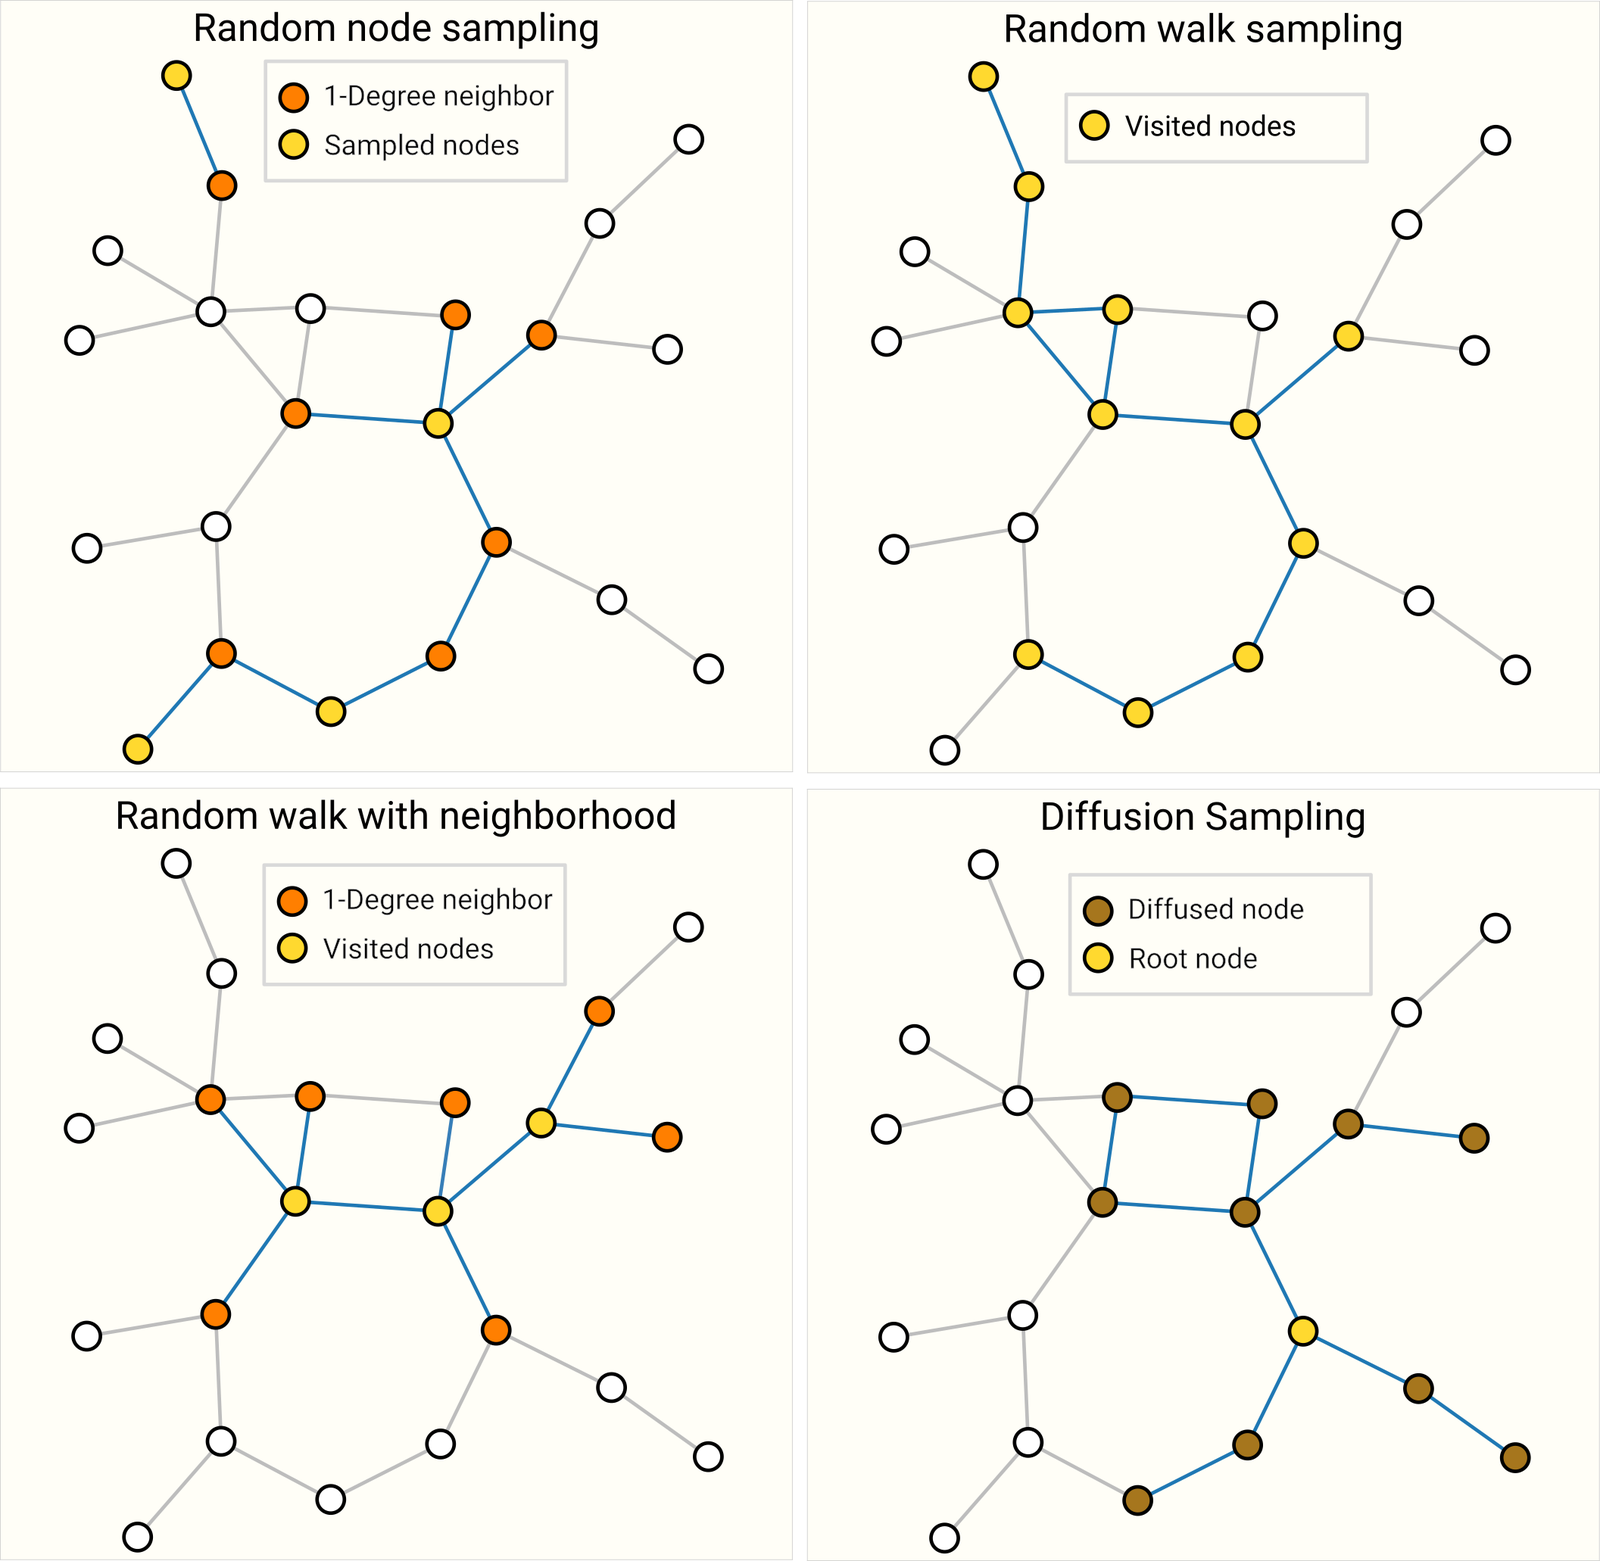 Random node sampling
1-Degree neighbor
Sampled nodes
Random walk sampling
Visited nodes
Random walk with neighborhood
1-Degree neighbor
Visited nodes
Diffusion Sampling
Diffused node
Root node